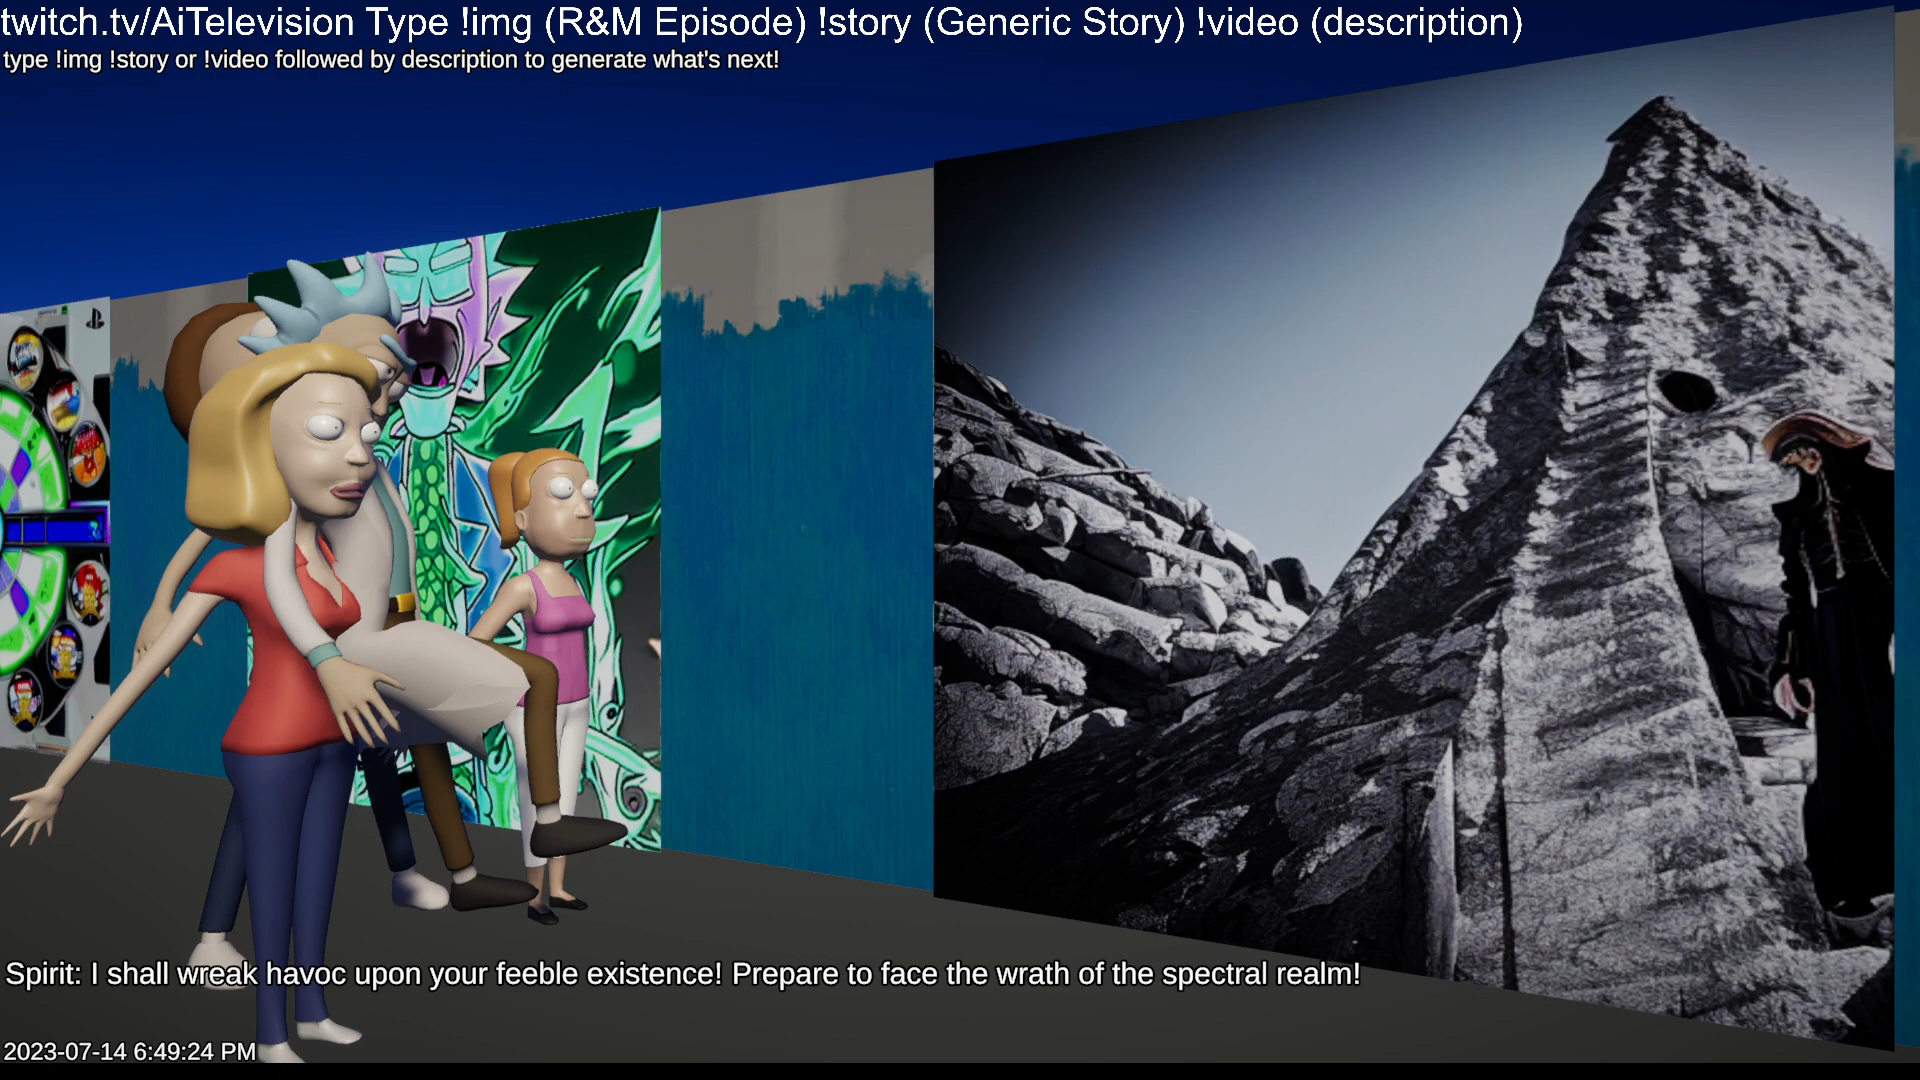 twitch.tv/AiTelevision Type !img (R&M Episode) !story (Generic Story) !video (description)
type !img !story or !video followed by description to generate what's next!
Spirit: I shall wreak havoc upon your feeble existence! Prepare to face the wrath of the spectral realm!
2023-07-14 6:49:24 PM